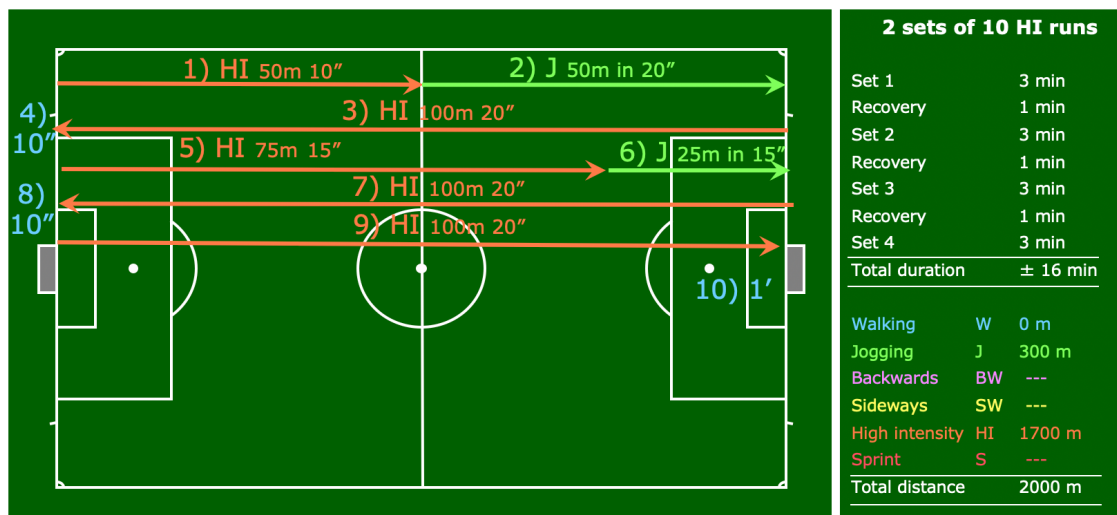 1) HI 50m 10”
2) J 50m in 20”
4)
10”
3) HI 100m 20”
5) HI 75m 15”
6) J 25m in 15”
8)
10”
7) HI 100m 20”
9) HI 100m 20”
10) 1’
2 sets of 10 HI runs
Set 1 3 min
Recovery 1 min
Set 2 3 min
Recovery 1 min
Set 3 3 min
Recovery 1 min
Set 4 3 min
Total duration ± 16 min
Walking W 0 m
Jogging J 300 m
Backwards BW ---
Sideways SW ---
High intensity HI 1700 m
Sprint S ---
Total distance 2000 m